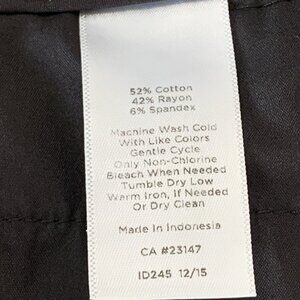 52% Cotton
42% Rayon
6% Spandex
Machine Wash Cold
With Like Colors
Gentle Cycle
Only Non-Chlorine
Bleach When Needed
Tumble Dry Low
Warm Iron, If Needed
Or Dry Clean
Made In Indonesia
CA #23147
ID245 12/15